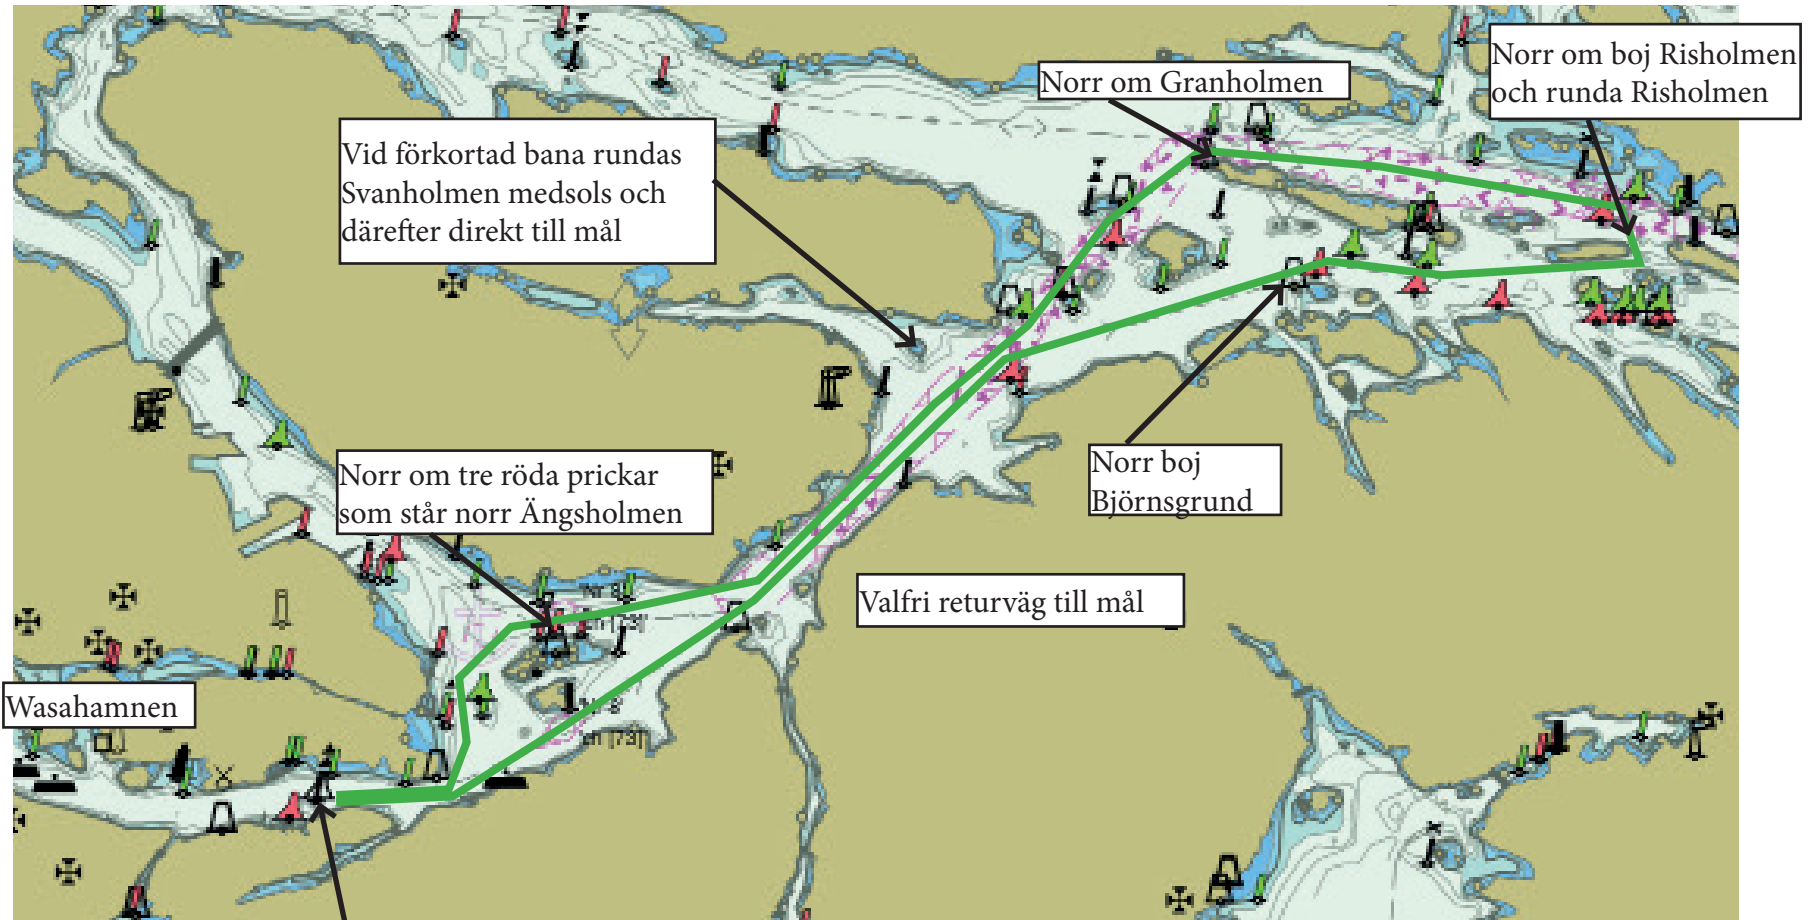 Norr om boj Risholmen
och runda Risholmen
Norr om Granholmen
Vid förkortad bana rundas
Svanholmen medsols och
därefter direkt till mål
Norr om tre röda prickar
som står norr Ängsholmen
Norr boj
Björnsgrund
Valfri returväg till mål
Wasahamnen